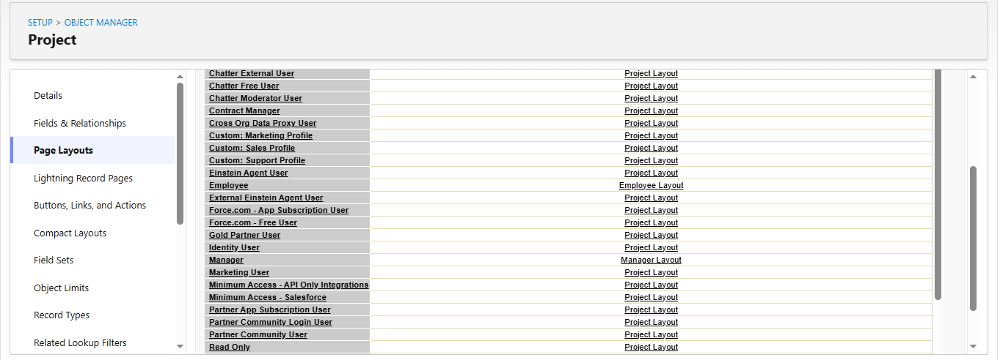 SETUP > OBJECT MANAGER
Project
Details
Fields & Relationships
Page Layouts
Lightning Record Pages
Buttons, Links, and Actions
Compact Layouts
Field Sets
Object Limits
Record Types
Related Lookup Filters
Chatter External User Project Layout
Chatter Free User Project Layout
Chatter Moderator User Project Layout
Contract Manager Project Layout
Cross Org Data Proxy User Project Layout
Custom: Marketing Profile Project Layout
Custom: Sales Profile Project Layout
Custom: Support Profile Project Layout
Einstein Agent User Project Layout
Employee Employee Layout
External Einstein Agent User Project Layout
Force.com - App Subscription User Project Layout
Force.com - Free User Project Layout
Gold Partner User Project Layout
Identity User Project Layout
Manager Manager Layout
Marketing User Project Layout
Minimum Access - API Only Integrations Project Layout
Minimum Access - Salesforce Project Layout
Partner App Subscription User Project Layout
Partner Community Login User Project Layout
Partner Community User Project Layout
Read Only Project Layout